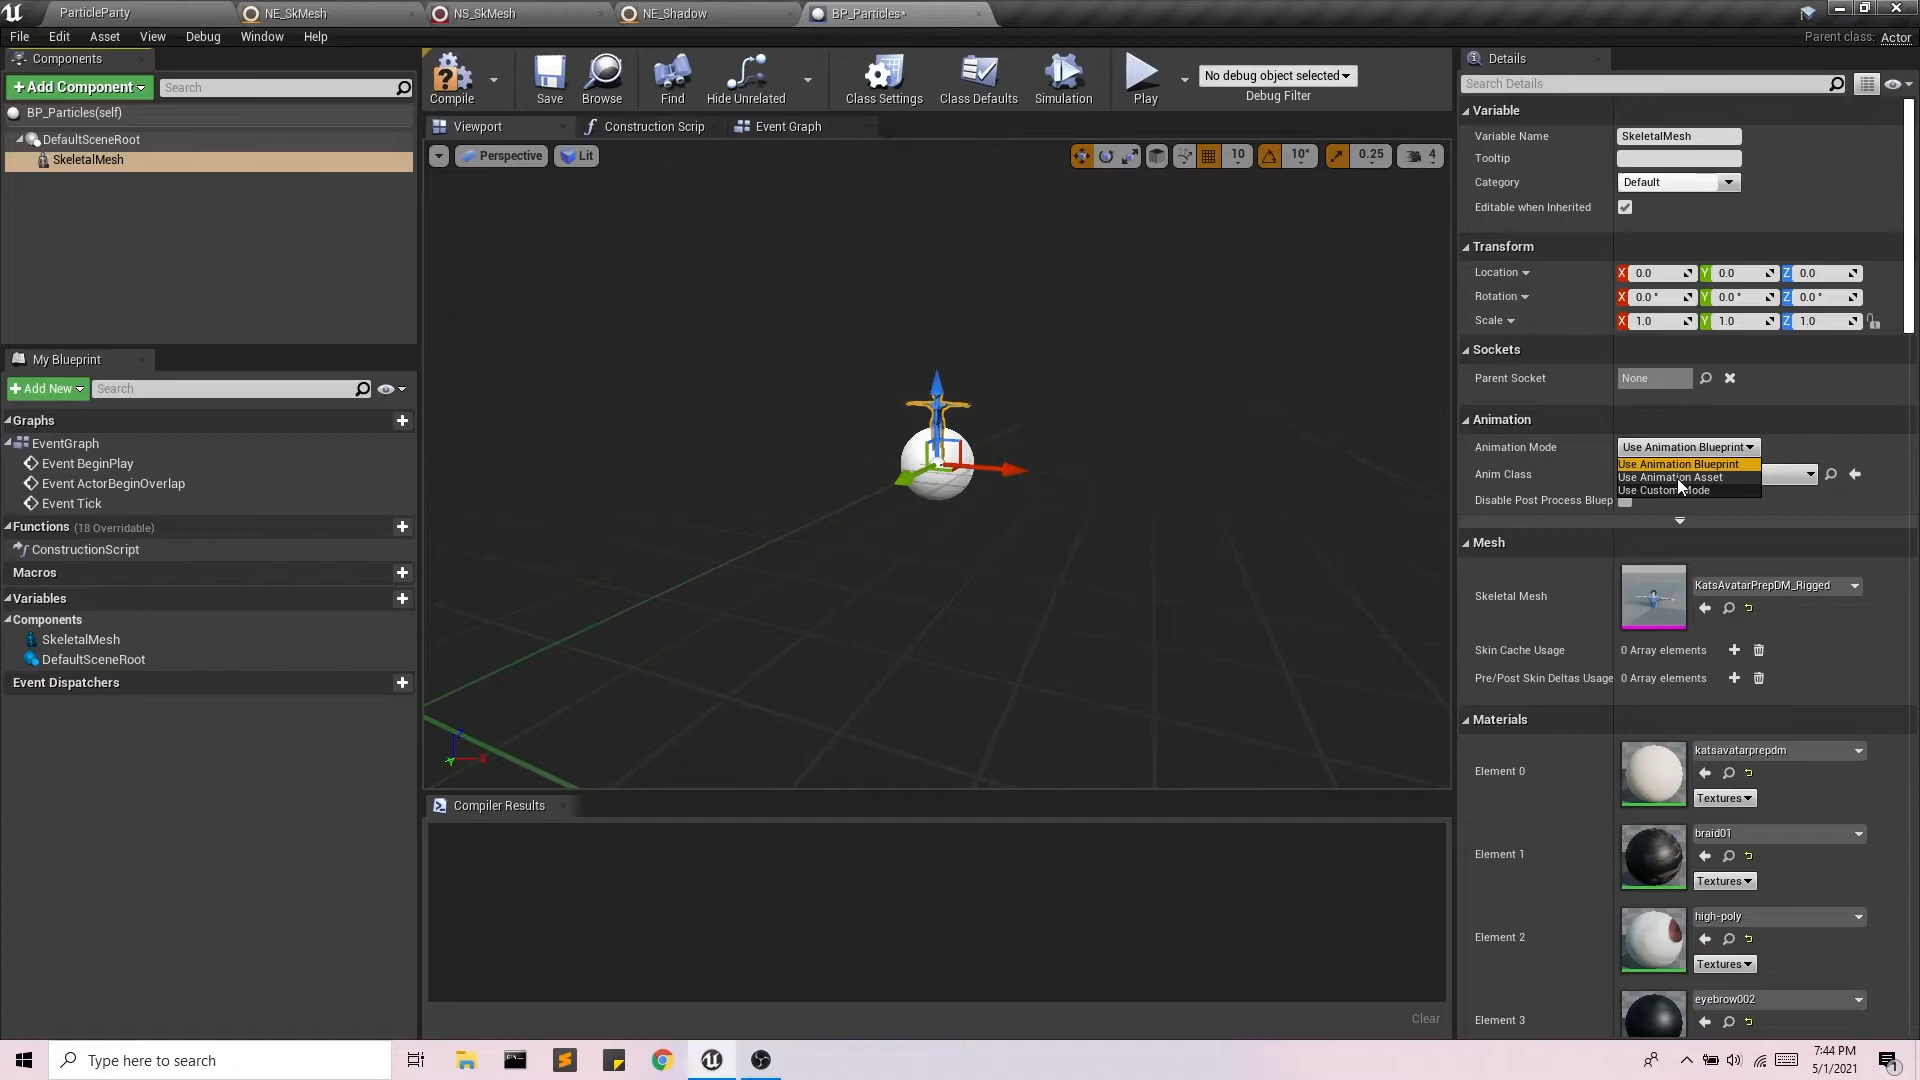 ParticleParty
NE_SkMesh
NS_SkMesh
NE_Shadow
BP_Particles*
File Edit Asset View Debug Window Help
Parent class: Actor
Components
+ Add Component
Search
BP_Particles(self)
DefaultSceneRoot
SkeletalMesh
Compile
Save
Browse
Find
Hide Unrelated
Class Settings
Class Defaults
Simulation
Play
No debug object selected
Debug Filter
Viewport
Construction Scrip
Event Graph
Perspective
Lit
10
10°
0.25
4
My Blueprint
+ Add New
Search
Graphs
EventGraph
Event BeginPlay
Event ActorBeginOverlap
Event Tick
Functions (18 Overridable)
ConstructionScript
Macros
Variables
Components
SkeletalMesh
DefaultSceneRoot
Event Dispatchers
Compiler Results
Clear
Details
Search Details
Variable
Variable Name SkeletalMesh
Tooltip
Category Default
Editable when Inherited
Transform
Location X 0.0 Y 0.0 Z 0.0
Rotation X 0.0 ° Y 0.0 ° Z 0.0 °
Scale X 1.0 Y 1.0 Z 1.0
Sockets
Parent Socket None
Animation
Animation Mode Use Animation Blueprint
Use Animation Blueprint
Anim Class
Use Animation Asset
Use Custom Mode
Disable Post Process Bluep
Mesh
Skeletal Mesh
KatsAvatarPrepDM_Rigged
Skin Cache Usage 0 Array elements
Pre/Post Skin Deltas Usage 0 Array elements
Materials
Element 0
katsavatarprepdm
Textures
Element 1
braid01
Textures
Element 2
high-poly
Textures
Element 3
eyebrow002
Type here to search
7:44 PM
5/1/2021
1